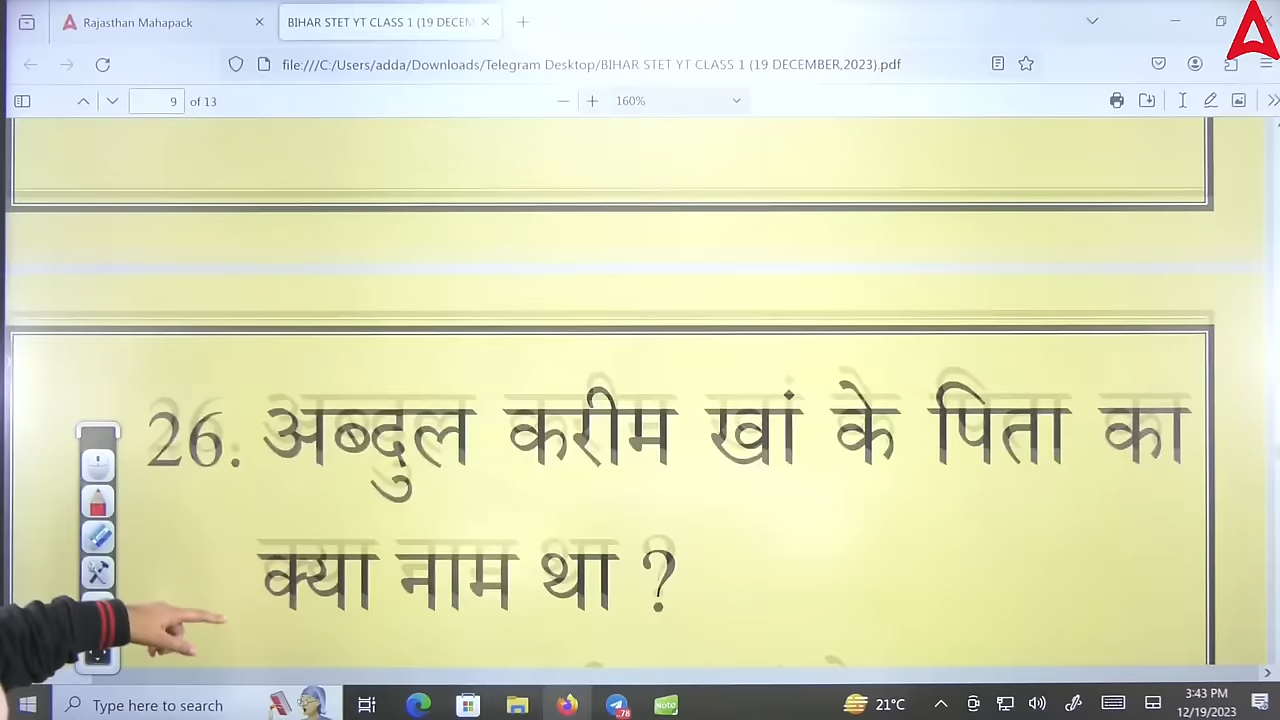 Rajasthan Mahapack
BIHAR STET YT CLASS 1 (19 DECEM
file:///C:/Users/adda/Downloads/Telegram Desktop/BIHAR STET YT CLASS 1 (19 DECEMBER,2023).pdf
9 of 13
160%
26. अब्दुल करीम खां के पिता का
क्या नाम था ?
Type here to search
78
Note
21°C
3:43 PM
12/19/2023